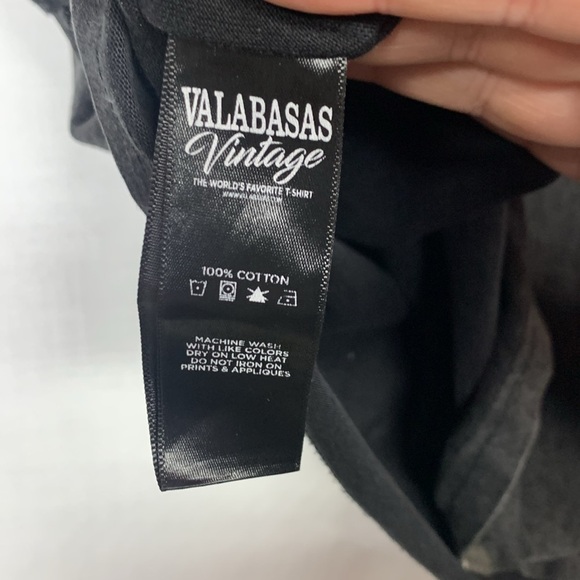 VALABASAS
Vintage
THE WORLD'S FAVORITE T-SHIRT
100% COTTON
MACHINE WASH
WITH LIKE COLORS
DRY ON LOW HEAT
DO NOT IRON ON
PRINTS & APPLIQUES